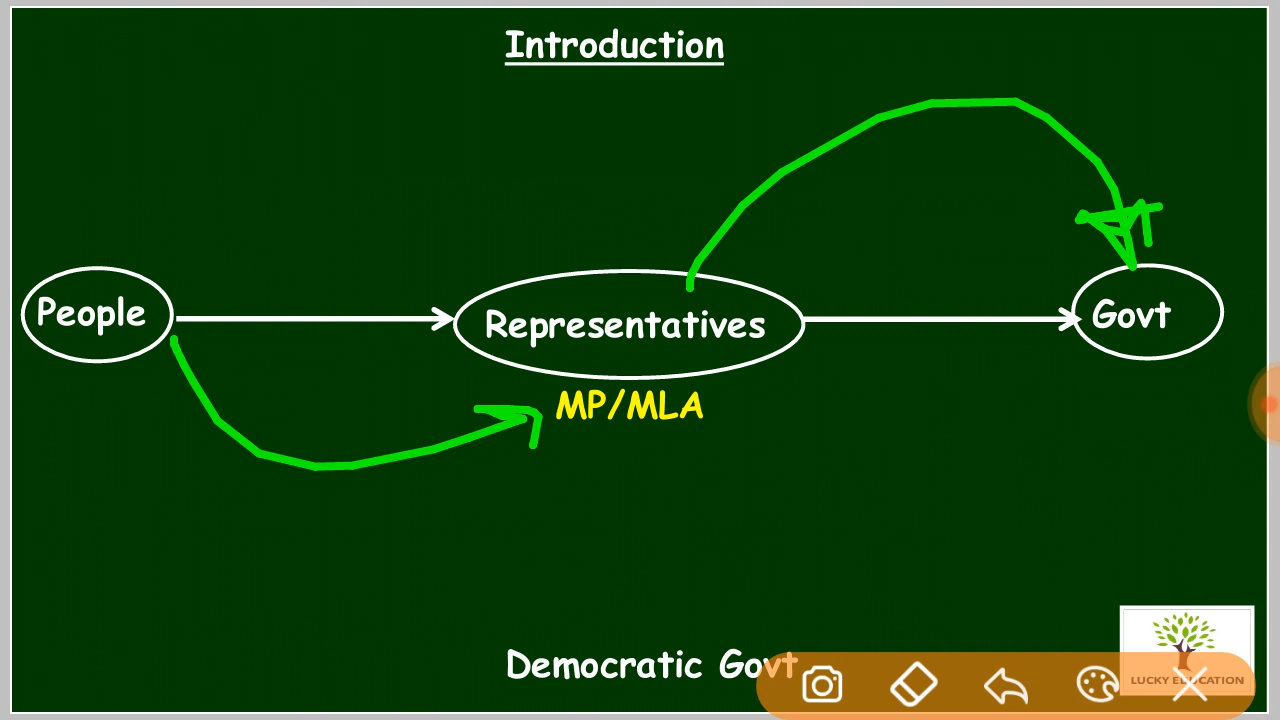 Introduction
People
Representatives
Govt
MP/MLA
Democratic Govt
LUCKY EDUCATION